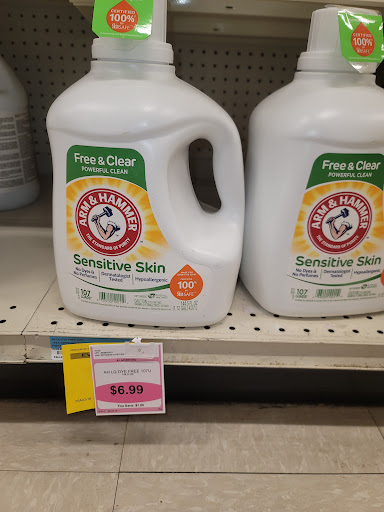 CERTIFIED
100%
CERTIFIED
100%
Free & Clear
POWERFUL CLEAN
ARM & HAMMER
THE STANDARD OF PURITY
Sensitive Skin
No Dyes &
No Perfumes
Dermatologist
Tested
Hypoallergenic
107
100%
Free & Clear
POWERFUL CLEAN
ARM & HAMMER
THE STANDARD OF PURITY
Sensitive Skin
No Dyes &
No Perfumes
Dermatologist
Tested
Hypoallergenic
107
$6.99